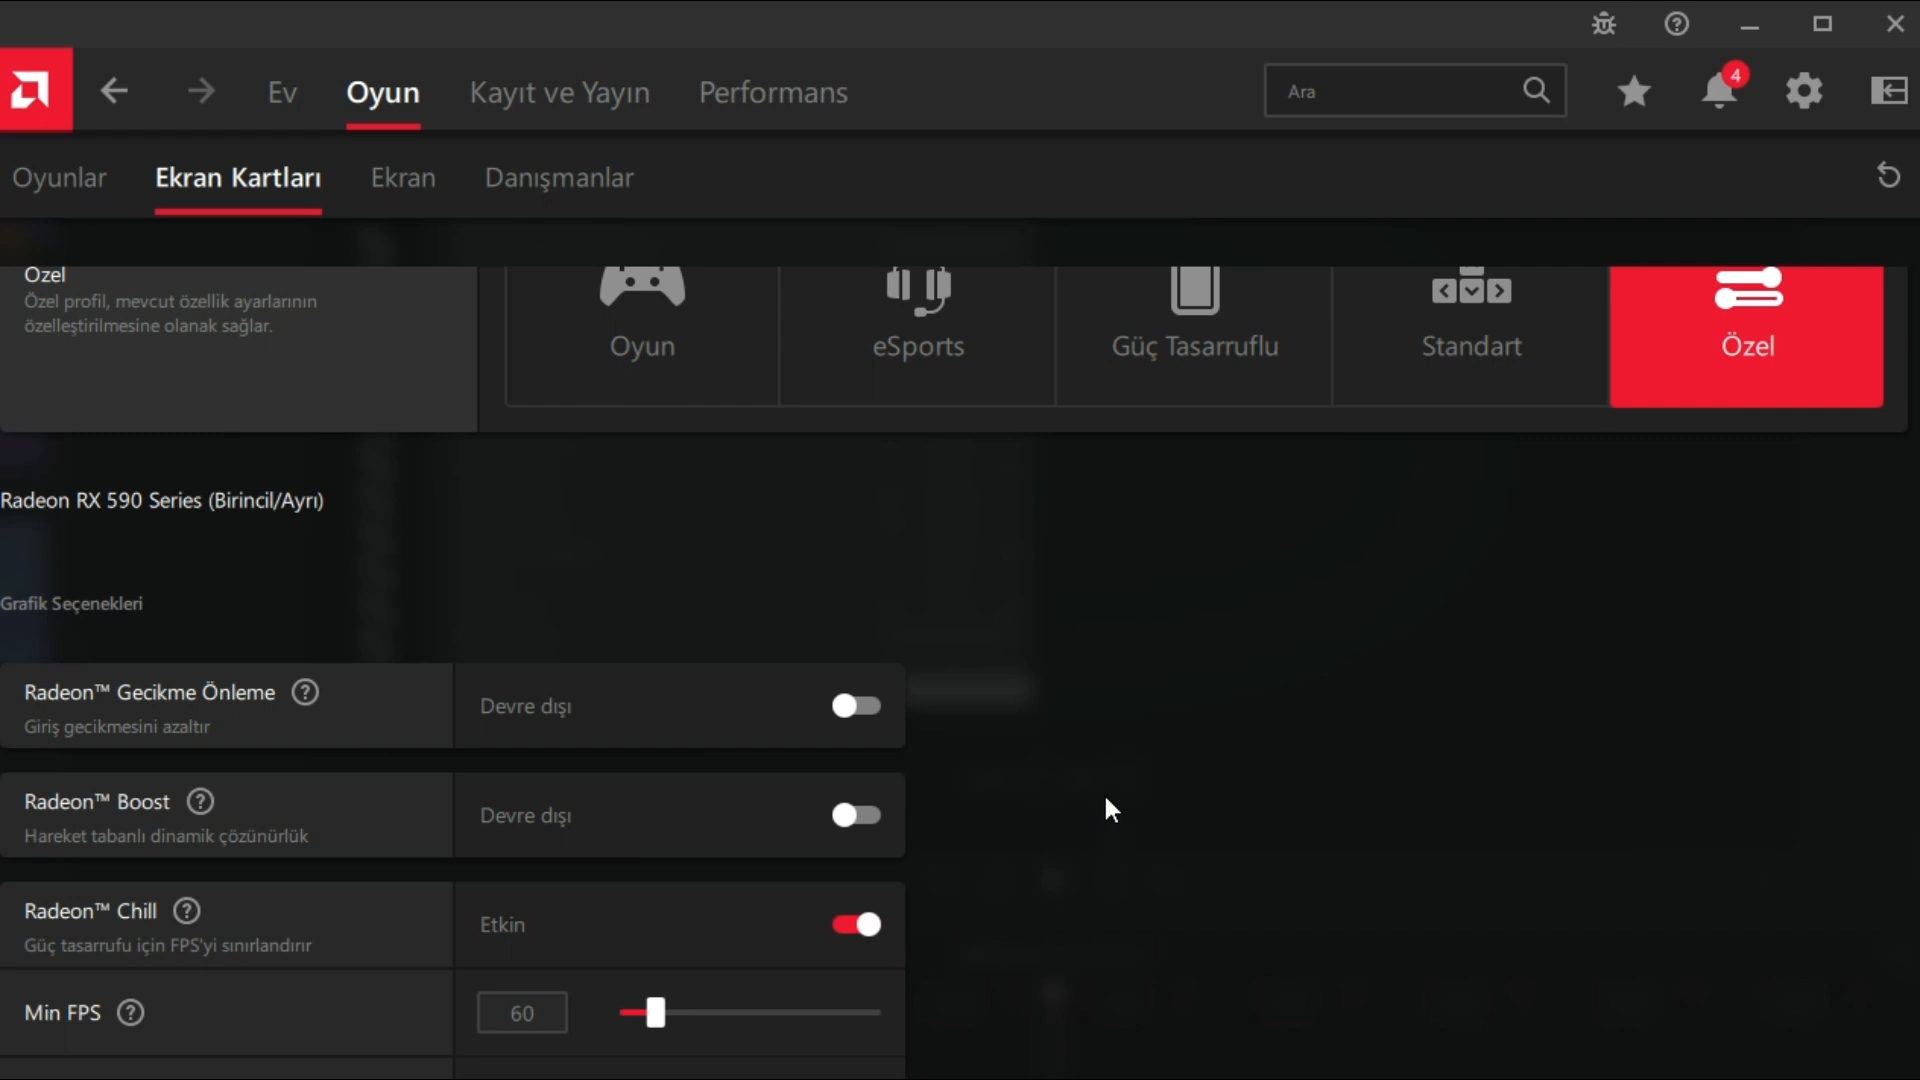 4
Ev
Oyun
Kayıt ve Yayın
Performans
Ara
Oyunlar
Ekran Kartları
Ekran
Danışmanlar
Özel
Özel profil, mevcut özellik ayarlarının
özelleştirilmesine olanak sağlar.
Oyun
eSports
Güç Tasarruflu
Standart
Özel
Radeon RX 590 Series (Birincil/Ayrı)
Grafik Seçenekleri
Radeon™ Gecikme Önleme ?
Giriş gecikmesini azaltır
Devre dışı
Radeon™ Boost ?
Hareket tabanlı dinamik çözünürlük
Devre dışı
Radeon™ Chill ?
Güç tasarrufu için FPS'yi sınırlandırır
Etkin
Min FPS ?
60